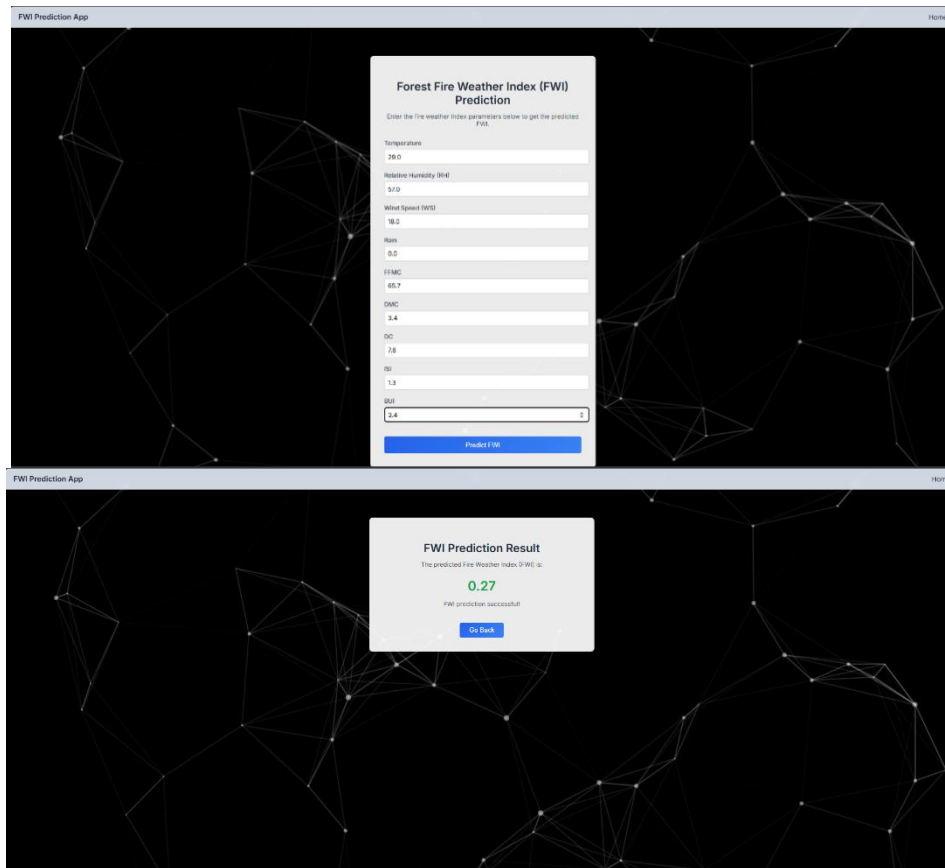 FWI Prediction App
Home
Forest Fire Weather Index (FWI)
Prediction
Enter the fire weather index parameters below to get the predicted
FWI.
Temperature
29.0
Relative Humidity (RH)
57.0
Wind Speed (WS)
18.0
Rain
0.0
FFMC
65.7
DMC
3.4
DC
7.6
ISI
1.3
BUI
3.4
Predict FWI
FWI Prediction App
Hom
FWI Prediction Result
The predicted Fire Weather Index (FWI) is:
0.27
FWI prediction successful!
Go Back